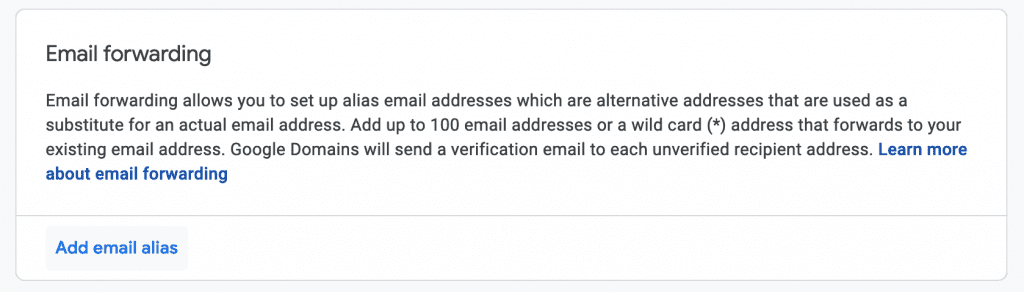 Email forwarding
Email forwarding allows you to set up alias email addresses which are alternative addresses that are used as a
substitute for an actual email address. Add up to 100 email addresses or a wild card (*) address that forwards to your
existing email address. Google Domains will send a verification email to each unverified recipient address. Learn more
about email forwarding
Add email alias